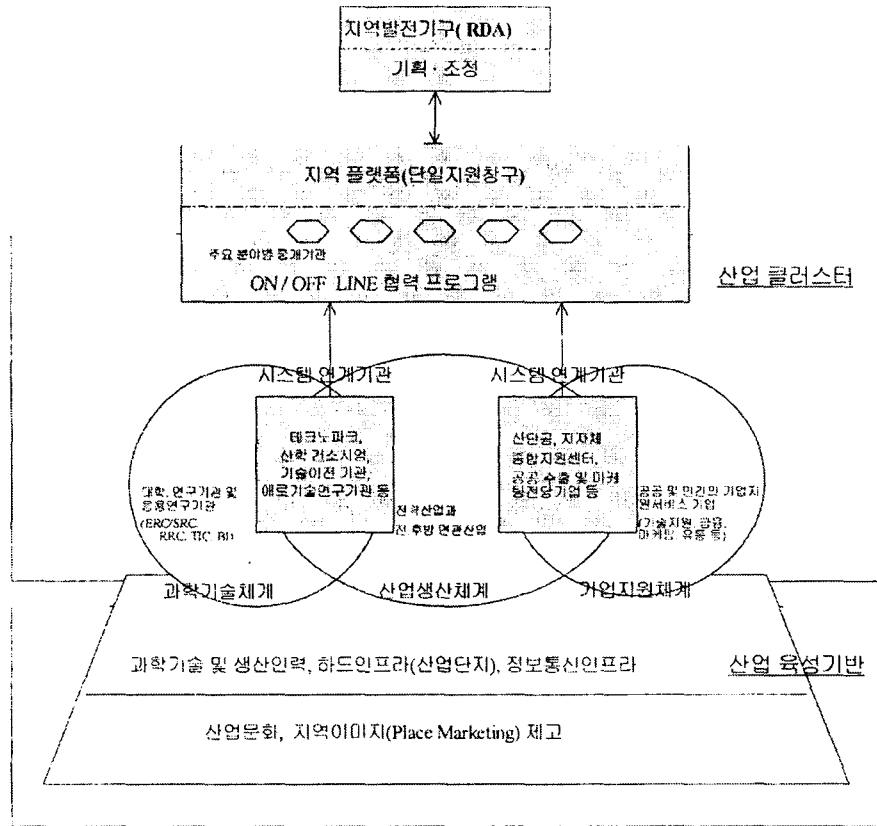 지역발전기구( RDA)
기획 · 조정
지역 플랫폼(단일지원창구)
주요 분야별 중개기관
ON / OFF LINE 협력 프로그램
산업 클러스터
시스템 연계기관
시스템 연계기관
테크노파크,
산학 컨소시엄,
기술이전 기관,
애로기술연구기관 등
산단공, 지자체
종합지원센터,
공공 수출 및 마케
팅전담기업 등
대학, 연구기관 및
응용연구기관
(ERC/SRC,
RRC, TIC, BI)
전략산업과
전 후방 연관산업
공공 및 민간의 기업지
원서비스 기업
(기술지원, 금융,
마케팅, 유통 등)
과학기술체계
산업생산체계
기업지원체계
과학기술 및 생산인력, 하드인프라(산업단지), 정보통신인프라
산업 육성기반
산업문화, 지역이미지(Place Marketing) 제고